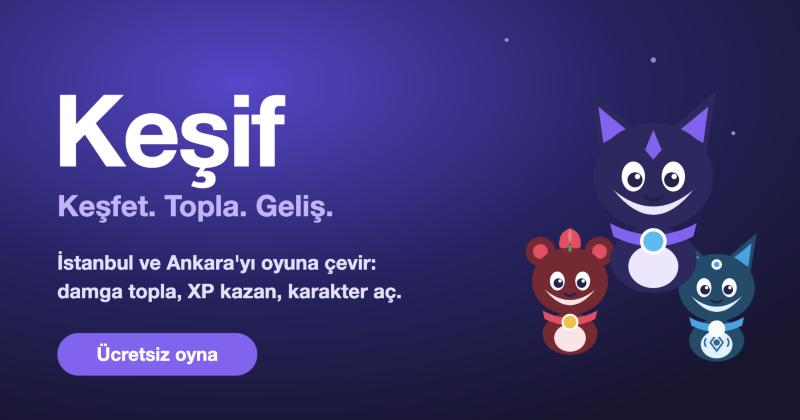 Keşif
Keşfet. Topla. Geliş.
İstanbul ve Ankara'yı oyuna çevir:
damga topla, XP kazan, karakter aç.
Ücretsiz oyna